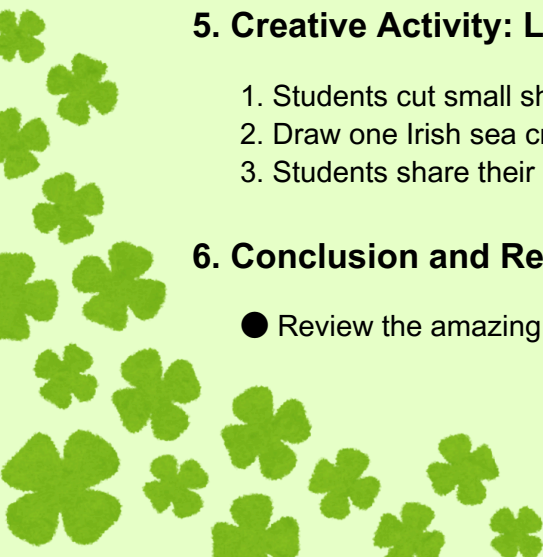 5. Creative Activity: L
1. Students cut small sh
2. Draw one Irish sea cr
3. Students share their
6. Conclusion and Re
● Review the amazing